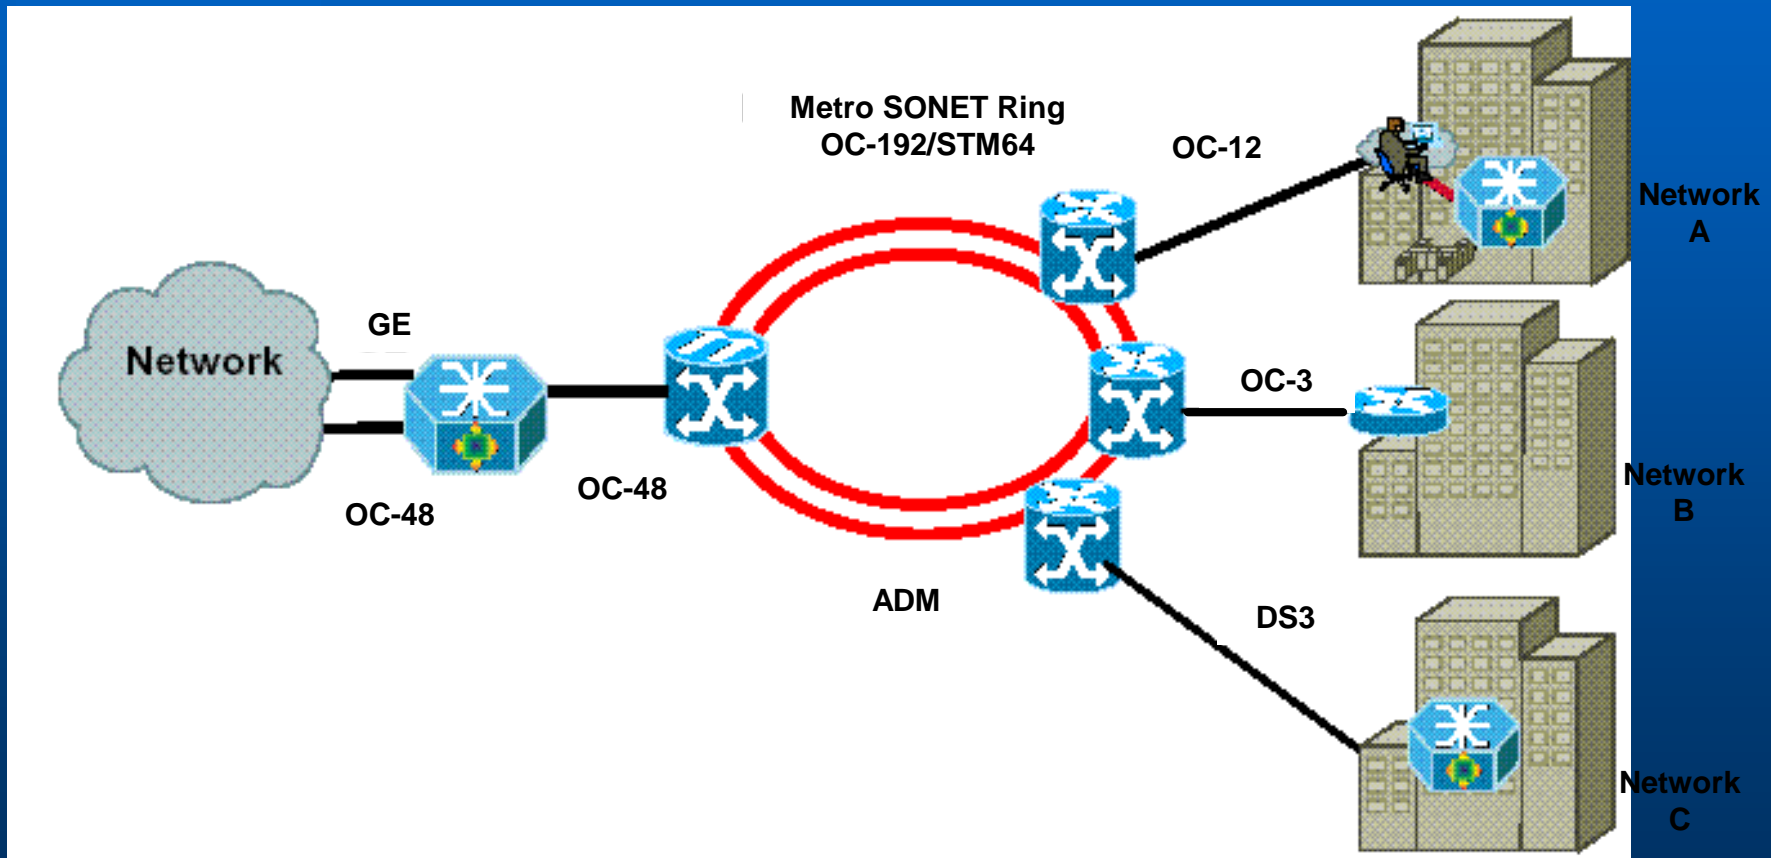 Metro SONET Ring
OC-192/STM64
OC-12
Network
A
GE
Network
OC-3
OC-48
OC-48
Network
B
ADM
DS3
Network
C